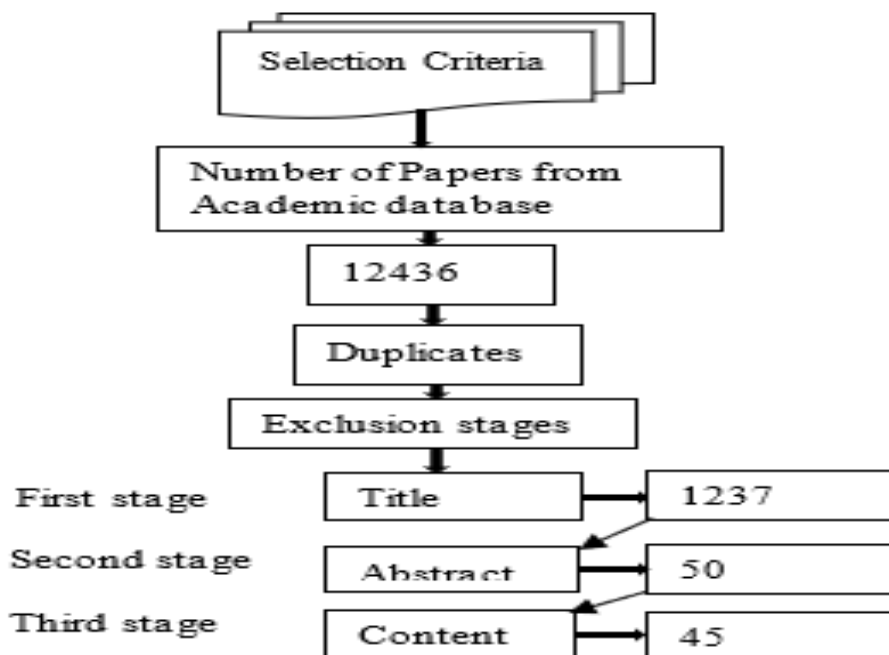 Selection Criteria
Number of Papers from
Academic database
12436
Duplicates
Exclusion stages
First stage
Title
1237
Second stage
Abstract
50
Third stage
Content
45